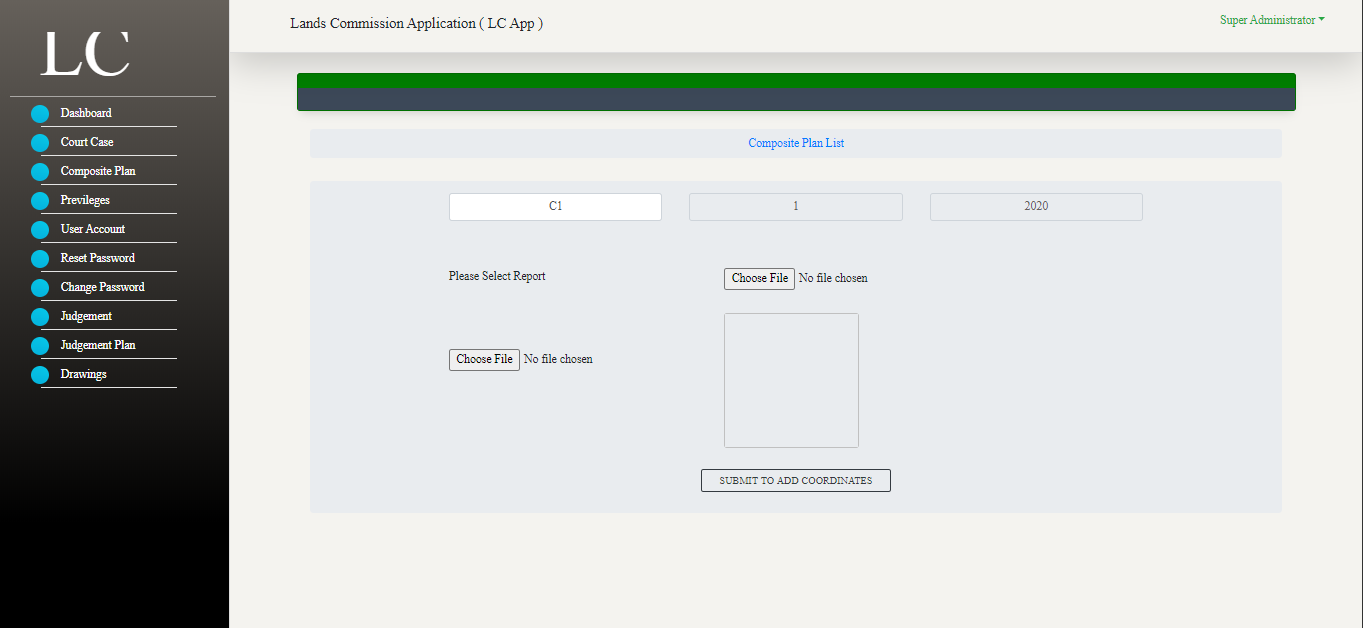 LC
Lands Commission Application ( LC App )
Super Administrator
Dashboard
Court Case
Composite Plan
Previleges
User Account
Reset Password
Change Password
Judgement
Judgement Plan
Drawings
Composite Plan List
C1 1 2020
Please Select Report Choose File No file chosen
Choose File No file chosen
SUBMIT TO ADD COORDINATES